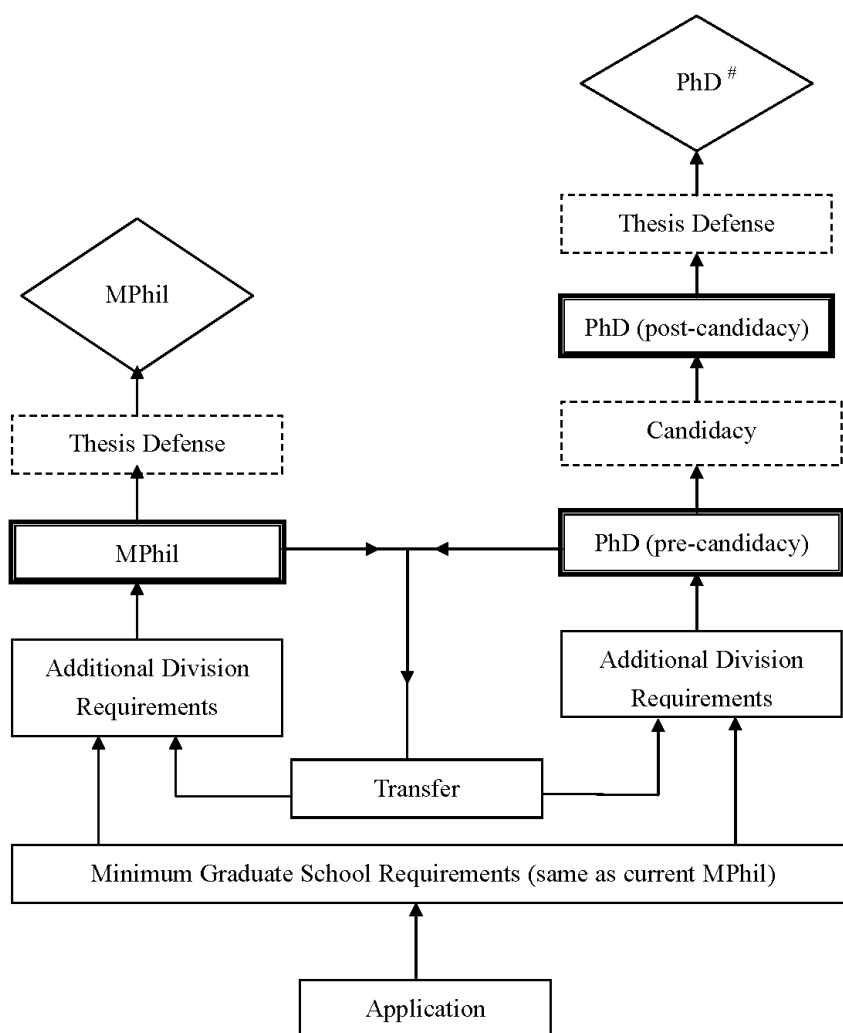 PhD #
Thesis Defense
MPhil
PhD (post-candidacy)
Thesis Defense
Candidacy
MPhil
PhD (pre-candidacy)
Additional Division
Requirements
Additional Division
Requirements
Transfer
Minimum Graduate School Requirements (same as current MPhil)
Application